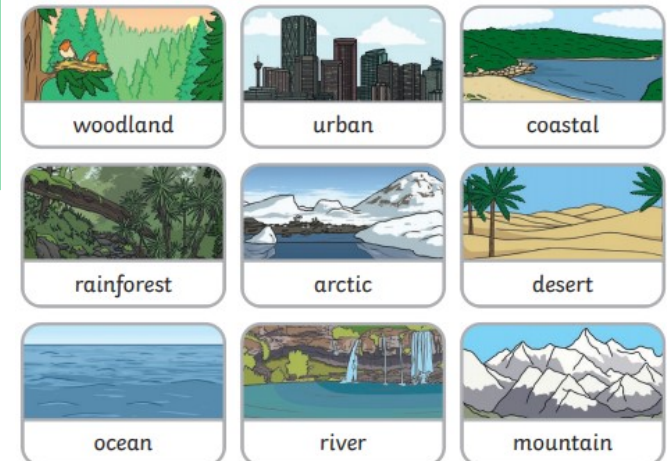 woodland
urban
coastal
rainforest
arctic
desert
ocean
river
mountain